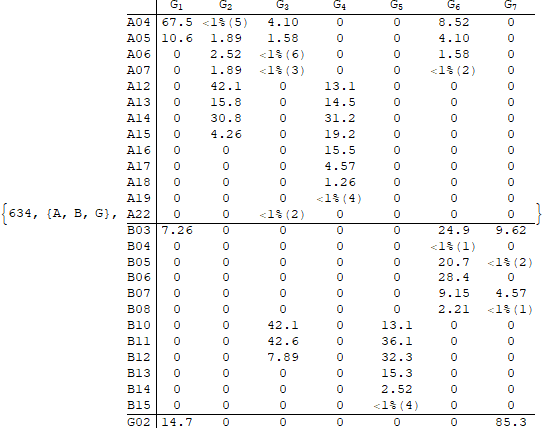 G₁ G₂ G₃ G₄ G₅ G₆ G₇
A04 67.5 <1%(5) 4.10 0 0 8.52 0
A05 10.6 1.89 1.58 0 0 4.10 0
A06 0 2.52 <1%(6) 0 0 1.58 0
A07 0 1.89 <1%(3) 0 0 <1%(2) 0
A12 0 42.1 0 13.1 0 0 0
A13 0 15.8 0 14.5 0 0 0
A14 0 30.8 0 31.2 0 0 0
A15 0 4.26 0 19.2 0 0 0
A16 0 0 0 15.5 0 0 0
A17 0 0 0 4.57 0 0 0
A18 0 0 0 1.26 0 0 0
A19 0 0 0 <1%(4) 0 0 0
{634, {A, B, G}, A22 0 0 <1%(2) 0 0 0 0 }
B03 7.26 0 0 0 0 24.9 9.62
B04 0 0 0 0 0 <1%(1) 0
B05 0 0 0 0 0 20.7 <1%(2)
B06 0 0 0 0 0 28.4 0
B07 0 0 0 0 0 9.15 4.57
B08 0 0 0 0 0 2.21 <1%(1)
B10 0 0 42.1 0 13.1 0 0
B11 0 0 42.6 0 36.1 0 0
B12 0 0 7.89 0 32.3 0 0
B13 0 0 0 0 15.3 0 0
B14 0 0 0 0 2.52 0 0
B15 0 0 0 0 <1%(4) 0 0
G02 14.7 0 0 0 0 0 85.3